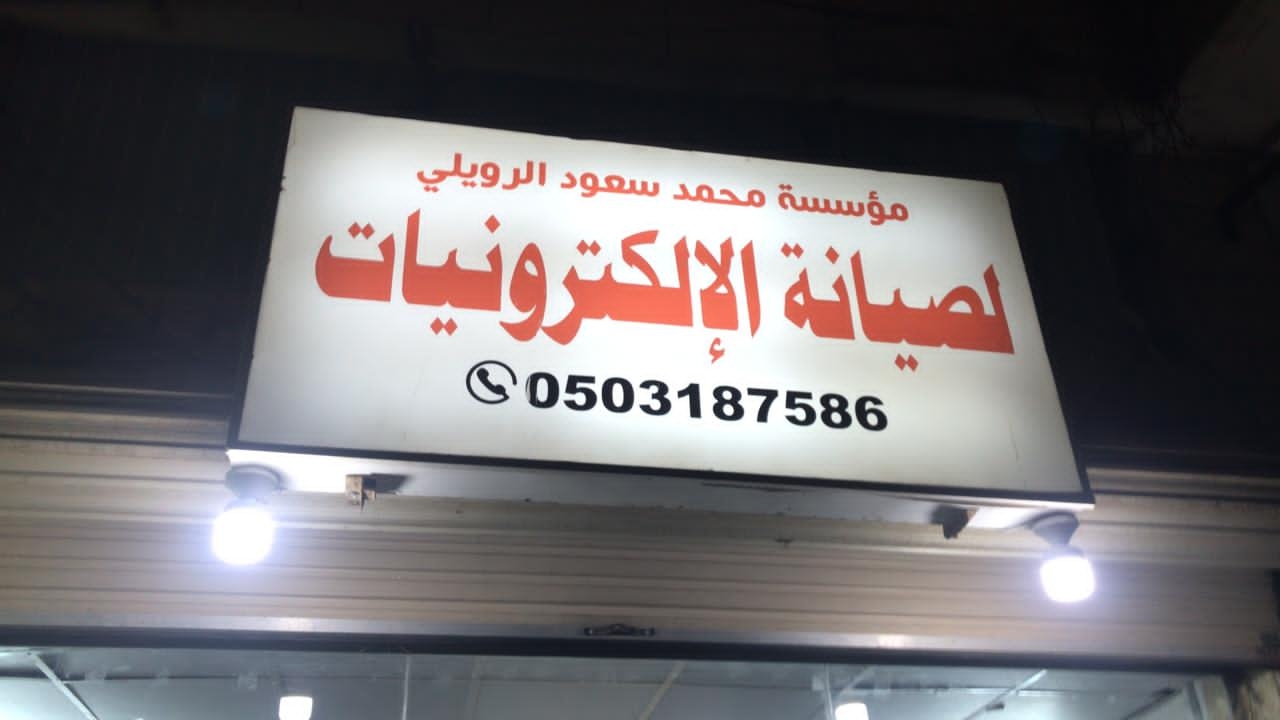 مؤسسة محمد سعود الرويلي
لصيانة الإلكترونيات
0503187586